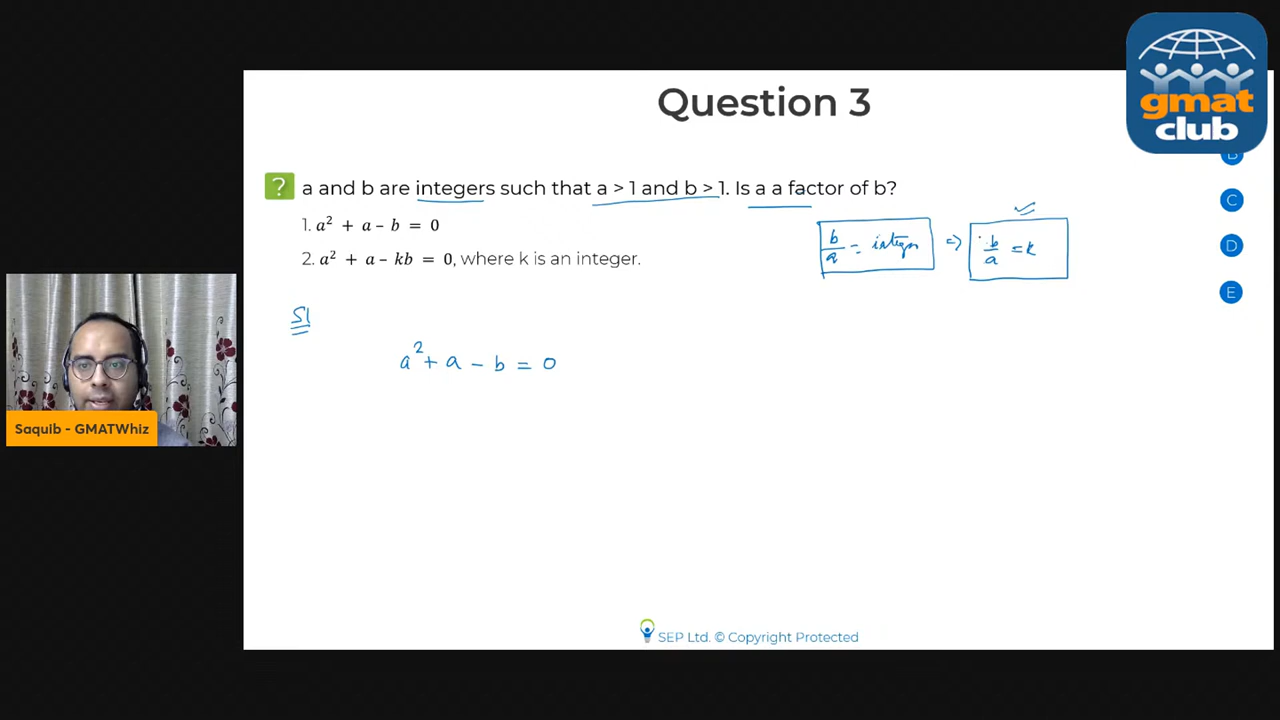 gmat
club
Question 3
? a and b are integers such that a > 1 and b > 1. Is a a factor of b?
1. a² + a – b = 0
2. a² + a – kb = 0, where k is an integer.
b/a = integer => b/a = k
C
D
E
S1
a² + a – b = 0
Saquib - GMATWhiz
SEP Ltd. © Copyright Protected